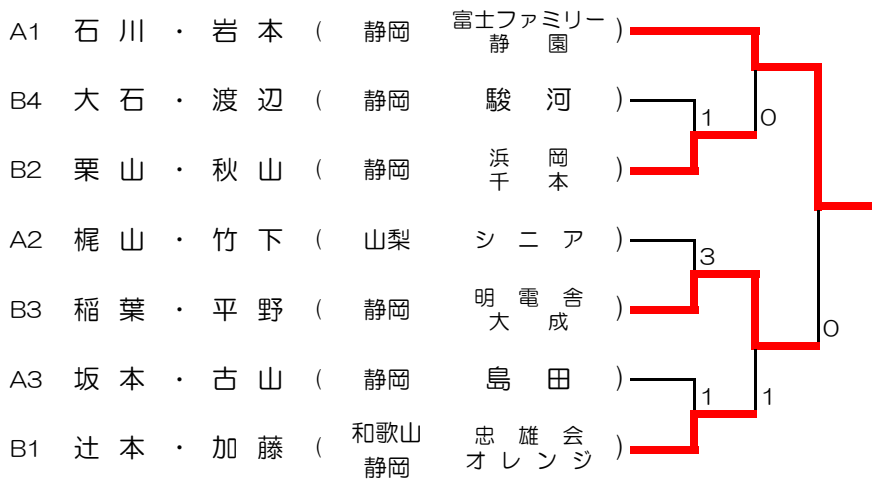 A1 石川・岩本 ( 静岡 富士ファミリー 静園 )
B4 大石・渡辺 ( 静岡 駿河 )
1 0
B2 栗山・秋山 ( 静岡 浜岡 千本 )
A2 梶山・竹下 ( 山梨 シニア )
3
B3 稲葉・平野 ( 静岡 明電舎 大成 )
0
A3 坂本・古山 ( 静岡 島田 )
1 1
B1 辻本・加藤 ( 和歌山 静岡 忠雄会 オレンジ )